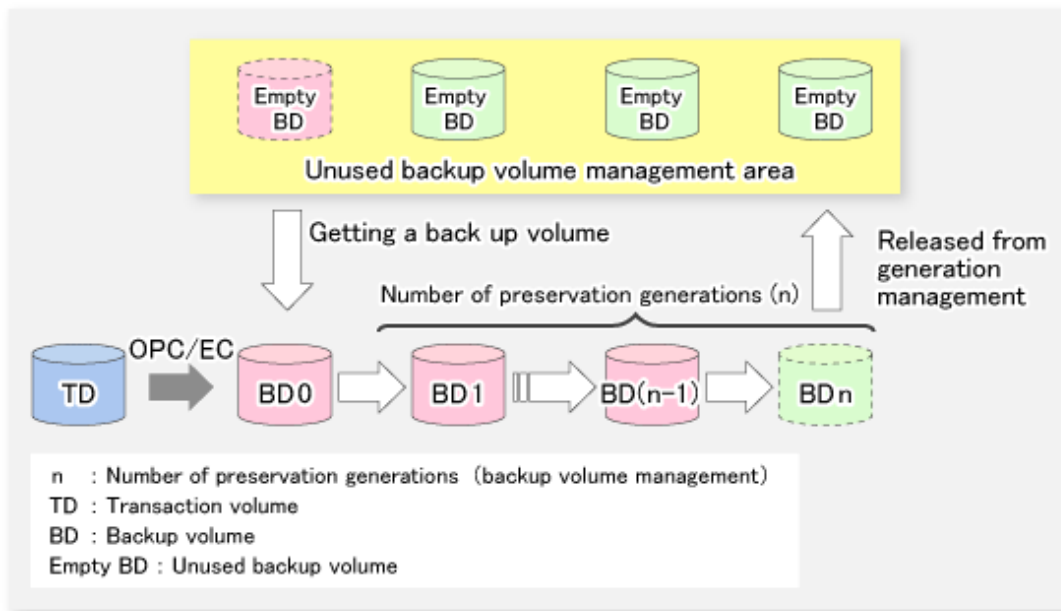 Empty
BD
Empty
BD
Empty
BD
Empty
BD
Unused backup volume management area
Getting a back up volume
Released from
generation
management
Number of preservation generations (n)
OPC/EC
TD
BD0
BD1
BD(n-1)
BDn
n : Number of preservation generations (backup volume management)
TD : Transaction volume
BD : Backup volume
Empty BD : Unused backup volume